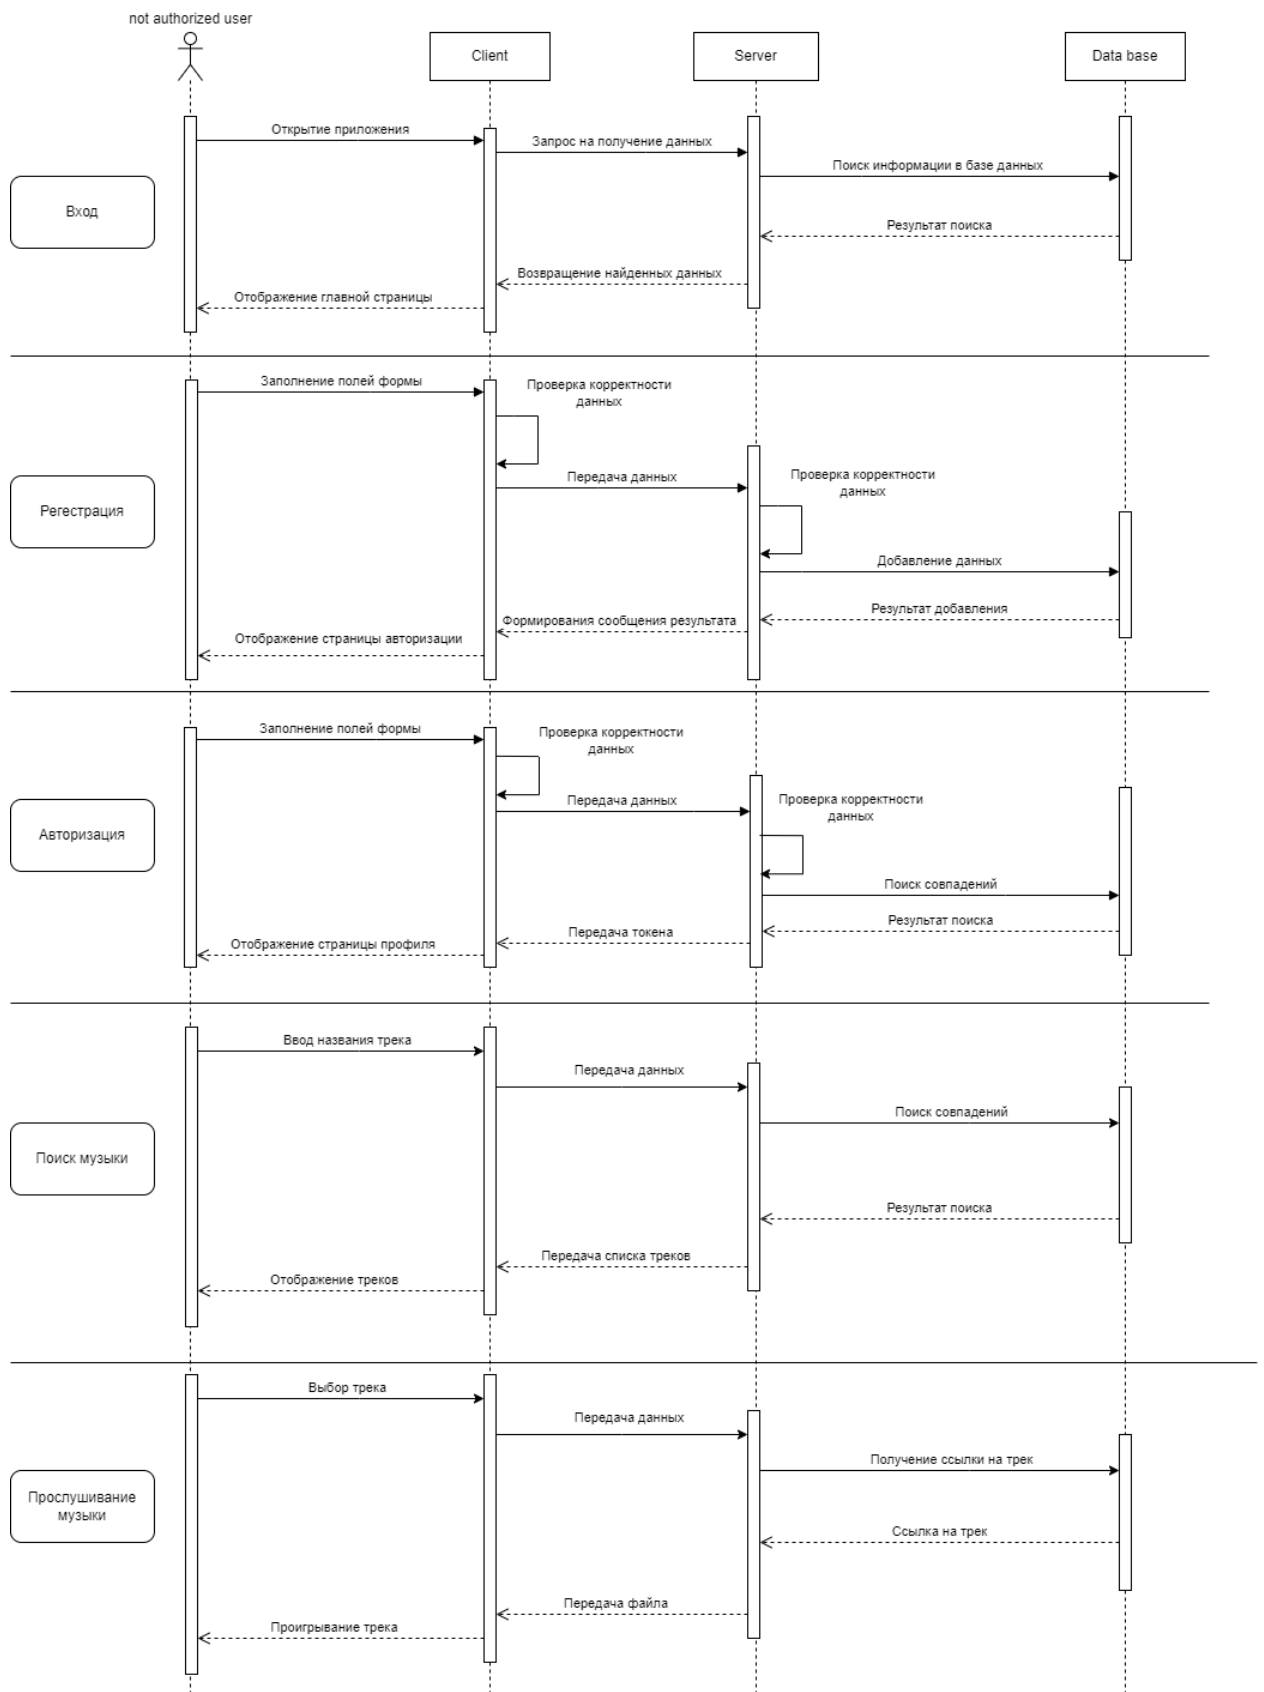 not authorized user
Client
Server
Data base
Открытие приложения
Запрос на получение данных
Поиск информации в базе данных
Вход
Результат поиска
Возвращение найденных данных
Отображение главной страницы
Заполнение полей формы
Проверка корректности
данных
Передача данных
Проверка корректности
данных
Регестрация
Добавление данных
Результат добавления
Формирования сообщения результата
Отображение страницы авторизации
Заполнение полей формы
Проверка корректности
данных
Передача данных
Проверка корректности
данных
Авторизация
Поиск совпадений
Результат поиска
Передача токена
Отображение страницы профиля
Ввод названия трека
Передача данных
Поиск совпадений
Поиск музыки
Результат поиска
Передача списка треков
Отображение треков
Выбор трека
Передача данных
Получение ссылки на трек
Прослушивание
музыки
Ссылка на трек
Передача файла
Проигрывание трека